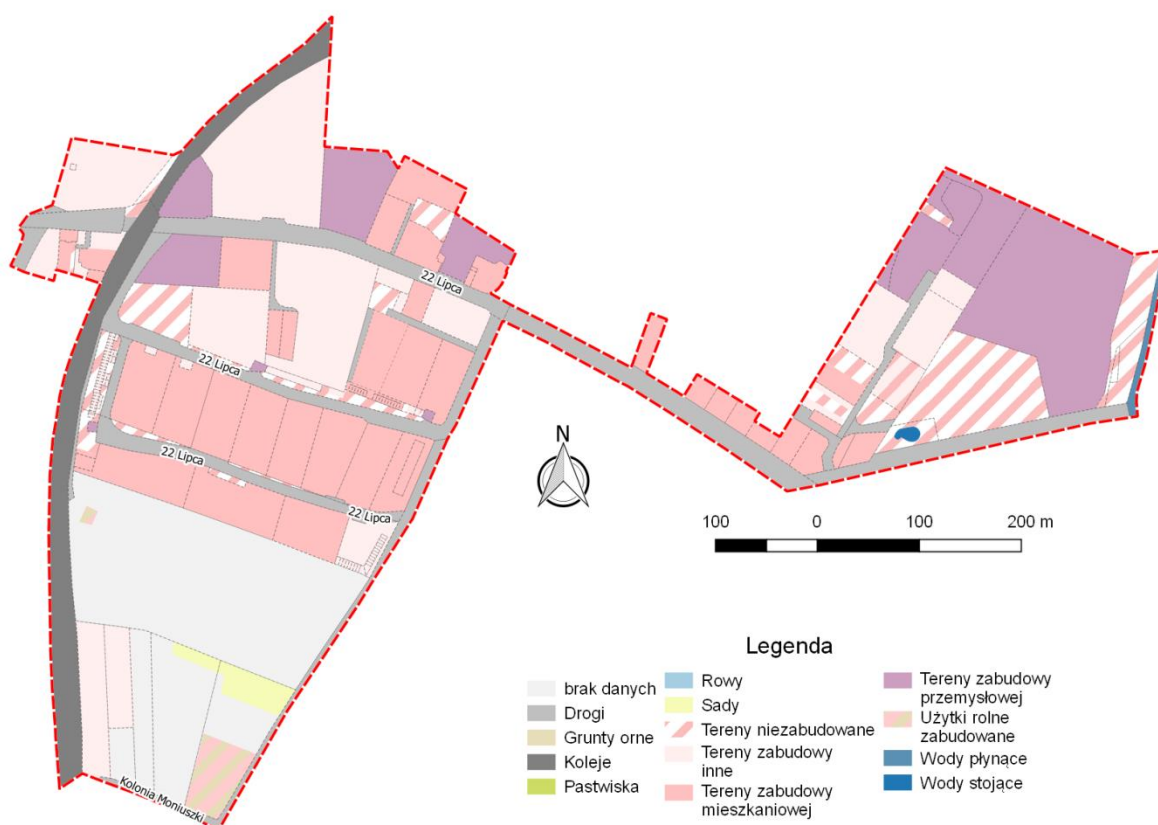 22 Lipca
22 Lipca
22 Lipca
22 Lipca
Kolonia Moniuszki
N
100 0 100 200 m
Legenda
brak danych
Drogi
Grunty orne
Koleje
Pastwiska
Rowy
Sady
Tereny niezabudowane
Tereny zabudowy
inne
Tereny zabudowy
mieszkaniowej
Tereny zabudowy
przemysłowej
Użytki rolne
zabudowane
Wody płynące
Wody stojące